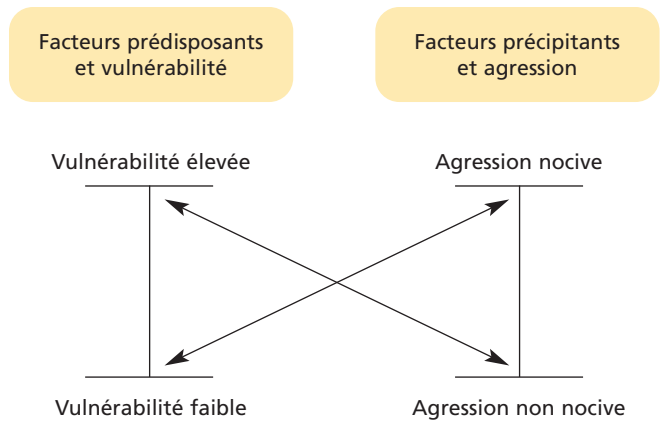 Facteurs prédisposants
et vulnérabilité
Facteurs précipitants
et agression
Vulnérabilité élevée
Agression nocive
Vulnérabilité faible
Agression non nocive